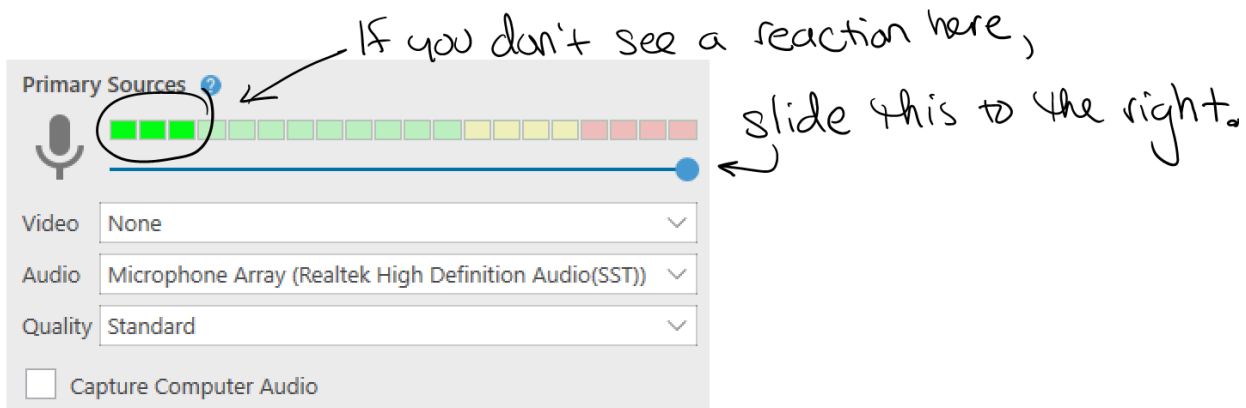 If you don't see a reaction here,
slide this to the right.
Primary Sources ?
Video None
Audio Microphone Array (Realtek High Definition Audio(SST))
Quality Standard
Capture Computer Audio